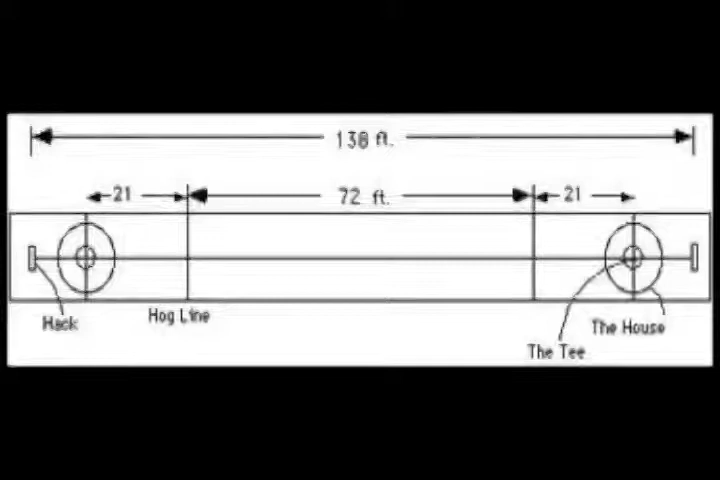 138 ft.
21
72 ft.
21
Hack
Hog Line
The House
The Tee